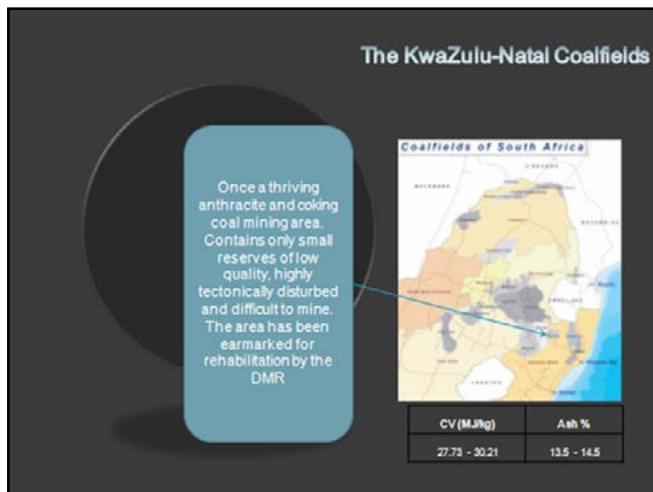 The KwaZulu-Natal Coalfields
Once a thriving
anthracite and coking
coal mining area.
Contains only small
reserves of low
quality, highly
tectonically disturbed
and difficult to mine.
The area has been
earmarked for
rehabilitation by the
DMR
Coalfields of South Africa
CV (MJ/kg) Ash %
27.73 - 30.21 13.5 - 14.5